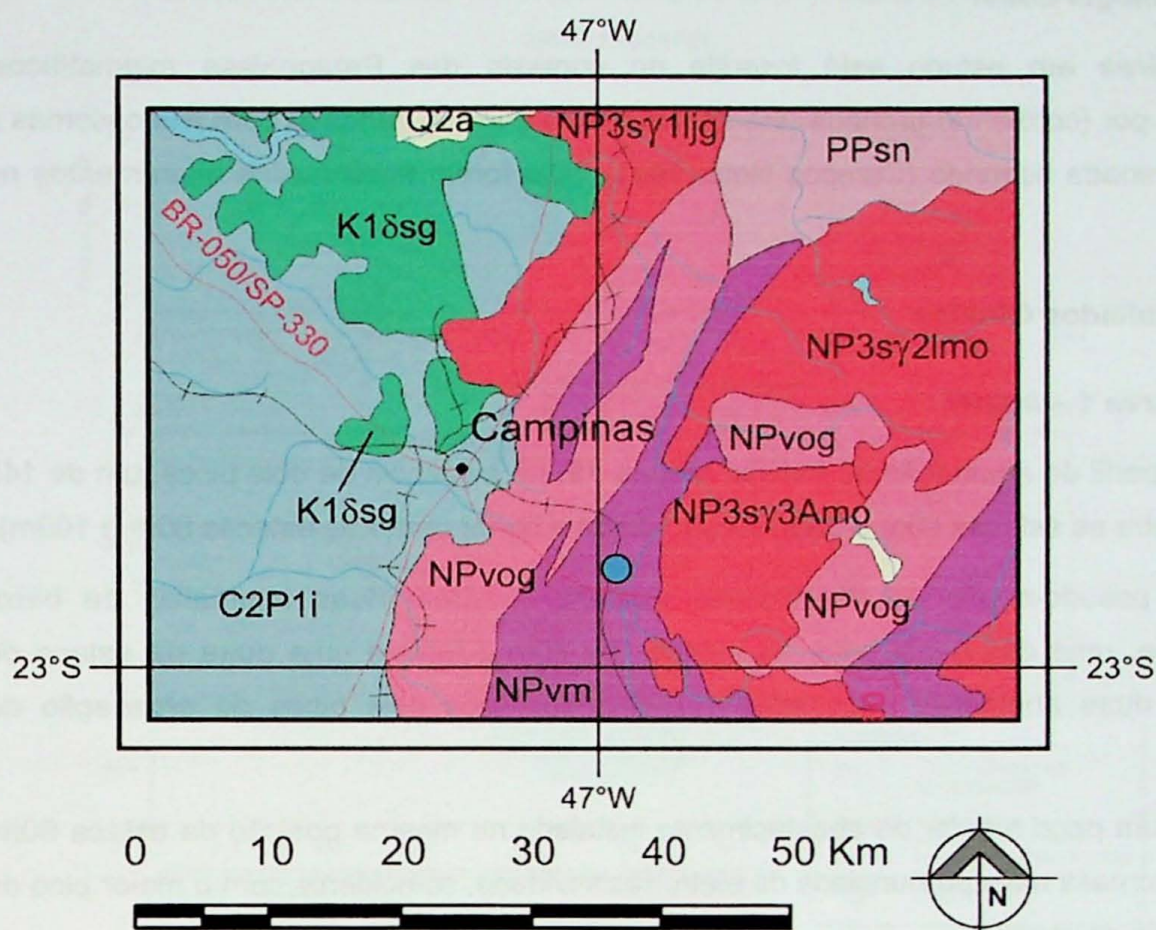 47°W
Q2a
NP3sγ1ljg
PPsn
K1δsg
BR-050/SP-330
NP3sγ2lmo
Campinas
NPvog
K1δsg
NP3sγ3Amo
NPvog
C2P1i
NPvog
23°S
23°S
NPvm
47°W
0 10 20 30 40 50 Km
N